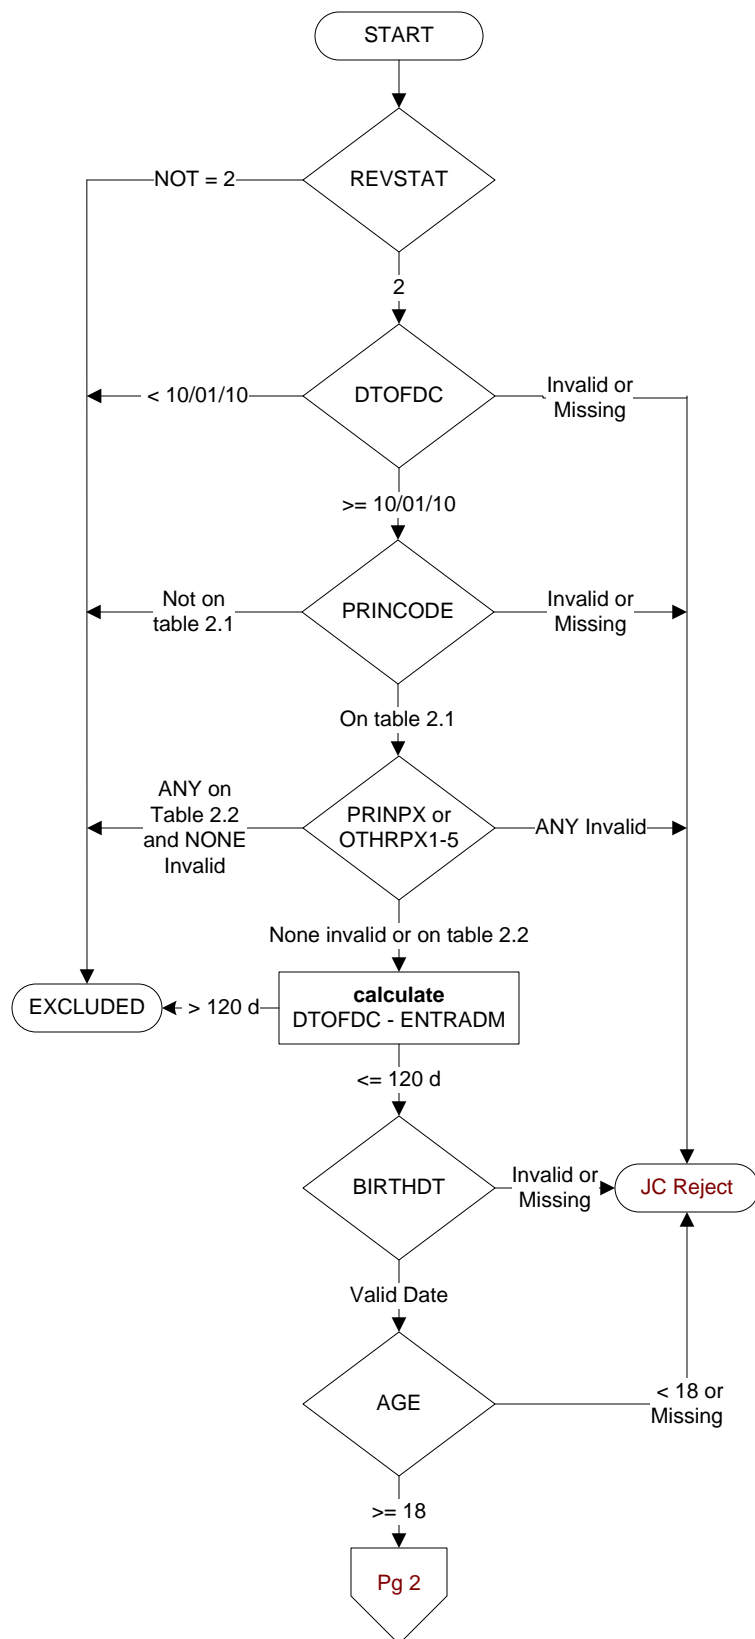 START
REVSTAT
NOT = 2
2
DTOFDC
< 10/01/10
Invalid or
Missing
>= 10/01/10
PRINCODE
Not on
table 2.1
Invalid or
Missing
On table 2.1
ANY on
Table 2.2
and NONE
Invalid
PRINPX or
OTHRPX1-5
ANY Invalid
None invalid or on table 2.2
calculate
DTOFDC - ENTRADM
EXCLUDED
> 120 d
<= 120 d
BIRTHDT
Invalid or
Missing
JC Reject
Valid Date
AGE
< 18 or
Missing
>= 18
Pg 2